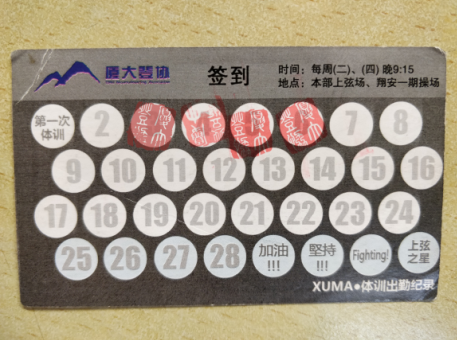 厦大登协
签到
时间：每周(二)、(四) 晚9:15
地点：本部上弦场、翔安一期操场
第一次体训 2 7 8
9 10 11 12 13 14 15 16
17 18 19 20 21 22 23 24
25 26 27 28 加油!!! 堅持!!! Fighting! 上弦之星
XUMA•体训出勤纪录